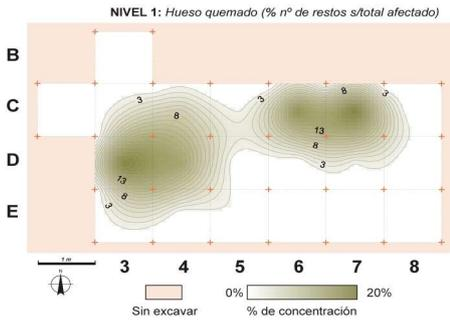 NIVEL 1: Hueso quemado (% nº de restos s/total afectado)
B
C
D
E
3
8
3
8
3
13
8
3
13
8
3
1 m
N
3 4 5 6 7 8
Sin excavar
0% 20%
% de concentración